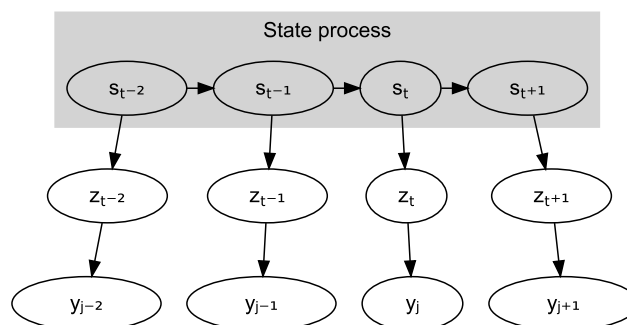 State process
sₜ₋₂ sₜ₋₁ sₜ sₜ₊₁
zₜ₋₂ zₜ₋₁ zₜ zₜ₊₁
yⱼ₋₂ yⱼ₋₁ yⱼ yⱼ₊₁